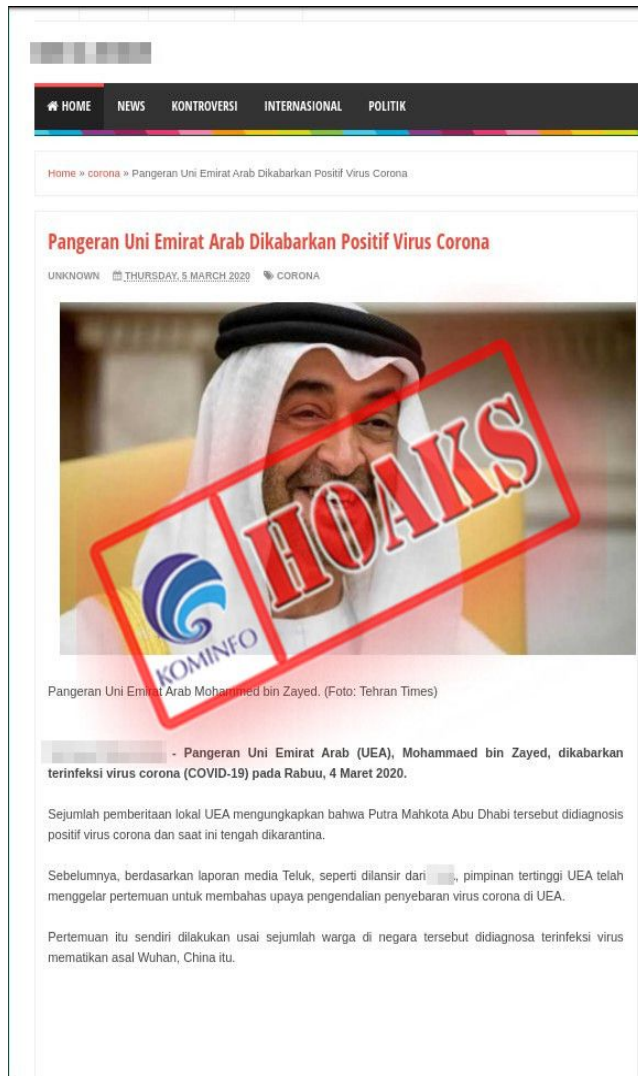 HOME NEWS KONTROVERSI INTERNASIONAL POLITIK
Home » corona » Pangeran Uni Emirat Arab Dikabarkan Positif Virus Corona
Pangeran Uni Emirat Arab Dikabarkan Positif Virus Corona
UNKNOWN THURSDAY, 5 MARCH 2020 CORONA
HOAKS
KOMINFO
Pangeran Uni Emirat Arab Mohammed bin Zayed. (Foto: Tehran Times)
- Pangeran Uni Emirat Arab (UEA), Mohammaed bin Zayed, dikabarkan
terinfeksi virus corona (COVID-19) pada Rabuu, 4 Maret 2020.
Sejumlah pemberitaan lokal UEA mengungkapkan bahwa Putra Mahkota Abu Dhabi tersebut didiagnosis
positif virus corona dan saat ini tengah dikarantina.
Sebelumnya, berdasarkan laporan media Teluk, seperti dilansir dari , pimpinan tertinggi UEA telah
menggelar pertemuan untuk membahas upaya pengendalian penyebaran virus corona di UEA.
Pertemuan itu sendiri dilakukan usai sejumlah warga di negara tersebut didiagnosa terinfeksi virus
mematikan asal Wuhan, China itu.